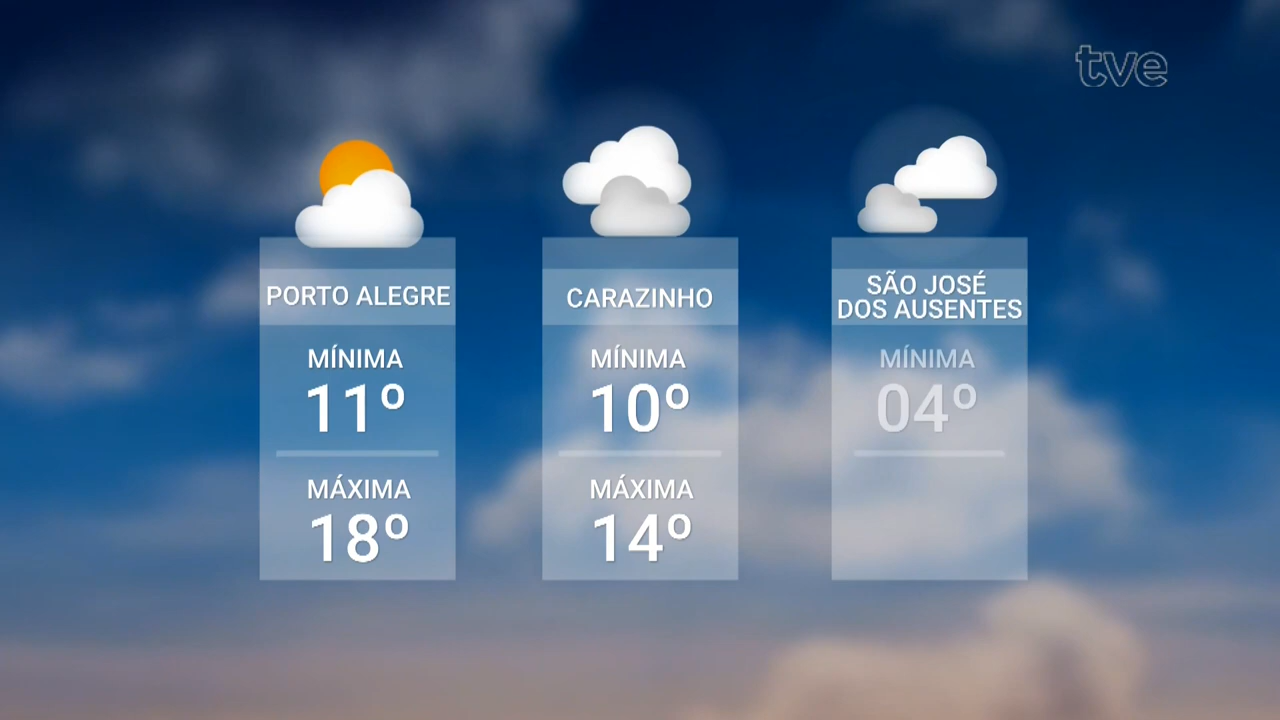 tve
PORTO ALEGRE
MÍNIMA
11º
MÁXIMA
18º
CARAZINHO
MÍNIMA
10º
MÁXIMA
14º
SÃO JOSÉ
DOS AUSENTES
MÍNIMA
04º